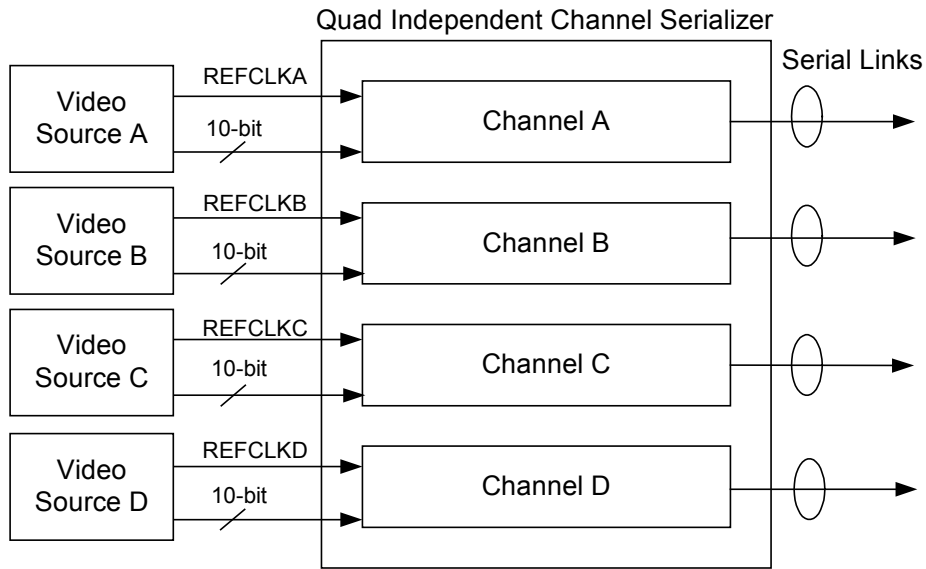 Quad Independent Channel Serializer
Serial Links
Video
Source A
REFCLKA
10-bit
Channel A
Video
Source B
REFCLKB
10-bit
Channel B
Video
Source C
REFCLKC
10-bit
Channel C
Video
Source D
REFCLKD
10-bit
Channel D